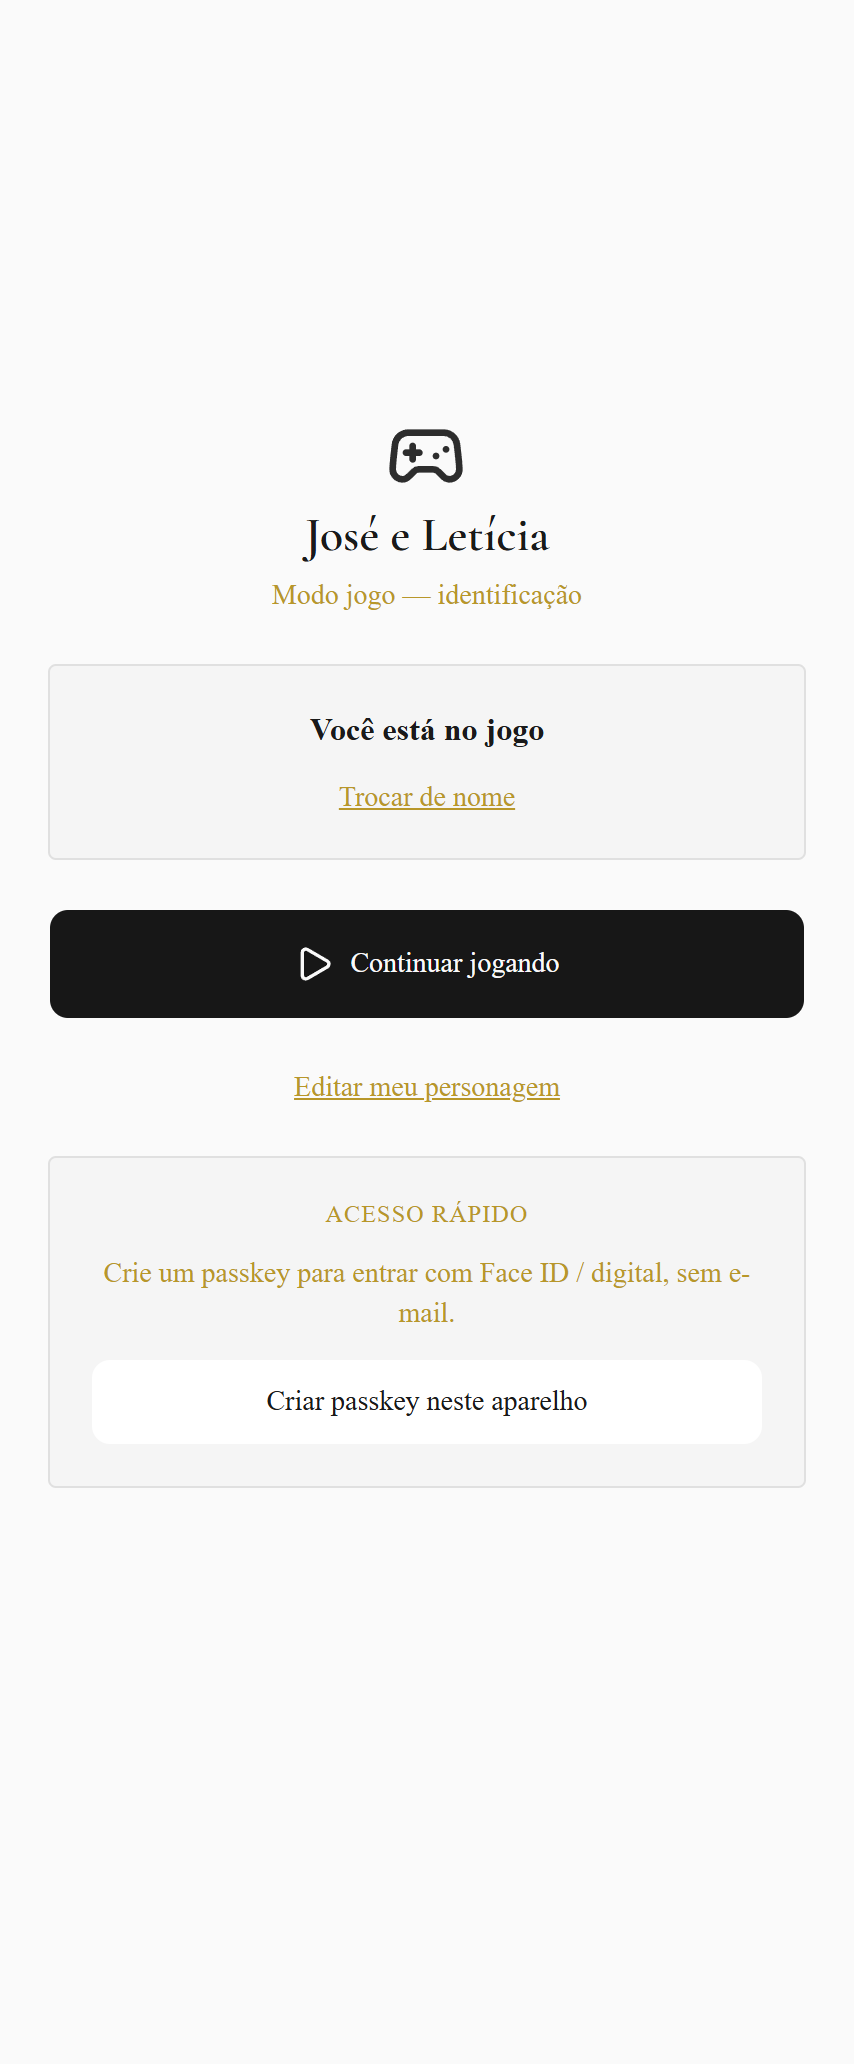 José e Letícia
Modo jogo — identificação
Você está no jogo
Trocar de nome
Continuar jogando
Editar meu personagem
ACESSO RÁPIDO
Crie um passkey para entrar com Face ID / digital, sem e-
mail.
Criar passkey neste aparelho